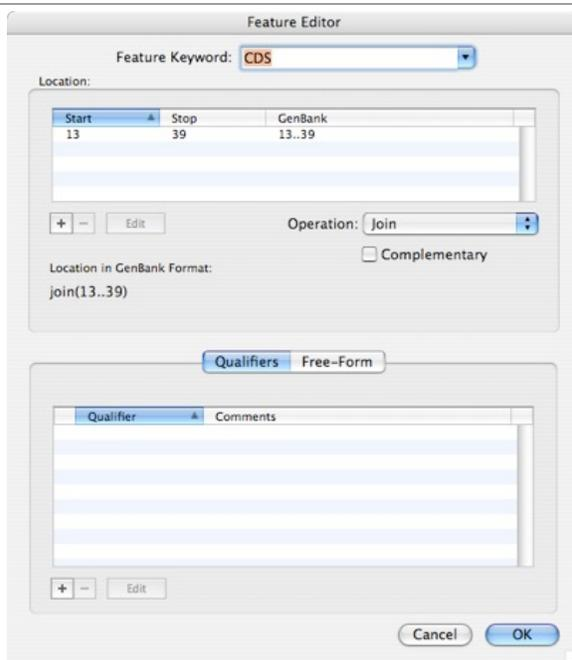 Feature Editor
Feature Keyword: CDS
Location:
Start Stop GenBank
13 39 13..39
+ - Edit Operation: Join
Complementary
Location in GenBank Format:
join(13..39)
Qualifiers Free-Form
Qualifier Comments
+ - Edit
Cancel OK